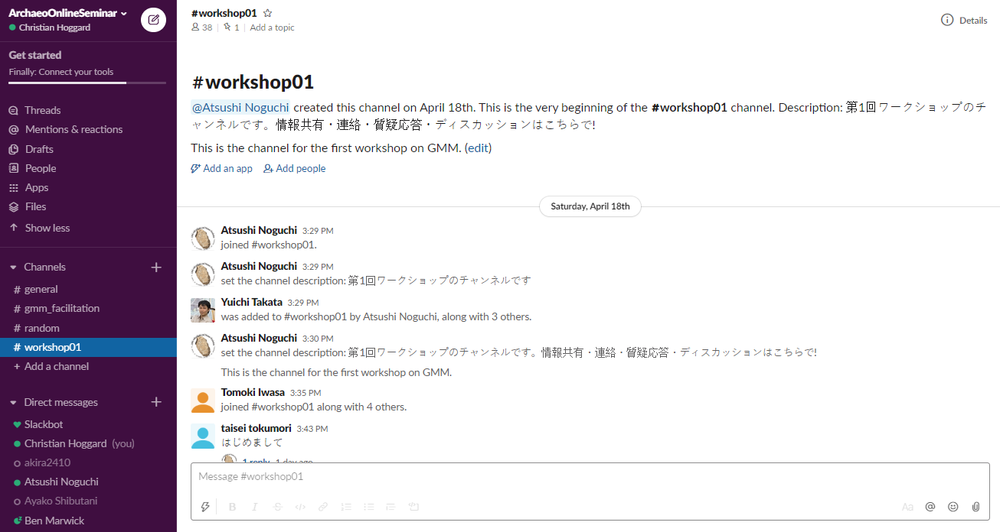 ArchaeoOnlineSeminar
Christian Hoggard
Get started
Finally: Connect your tools
Threads
Mentions & reactions
Drafts
People
Apps
Files
Show less
Channels
# general
# gmm_facilitation
# random
# workshop01
+ Add a channel
Direct messages
Slackbot
Christian Hoggard (you)
akira2410
Atsushi Noguchi
Ayako Shibutani
Ben Marwick
#workshop01
38 | 1 | Add a topic
Details
#workshop01
@Atsushi Noguchi created this channel on April 18th. This is the very beginning of the #workshop01 channel. Description: 第1回ワークショップのチ
ャンネルです。情報共有・連絡・質疑応答・ディスカッションはこちらで!
This is the channel for the first workshop on GMM. (edit)
Add an app Add people
Saturday, April 18th
Atsushi Noguchi 3:29 PM
joined #workshop01.
Atsushi Noguchi 3:29 PM
set the channel description: 第1回ワークショップのチャンネルです
Yuichi Takata 3:29 PM
was added to #workshop01 by Atsushi Noguchi, along with 3 others.
Atsushi Noguchi 3:30 PM
set the channel description: 第1回ワークショップのチャンネルです。情報共有・連絡・質疑応答・ディスカッションはこちらで!
This is the channel for the first workshop on GMM.
Tomoki Iwasa 3:35 PM
joined #workshop01 along with 4 others.
taisei tokumori 3:43 PM
はじめまして
1 reply 1 day ago
Message #workshop01
B I S </> Aa @